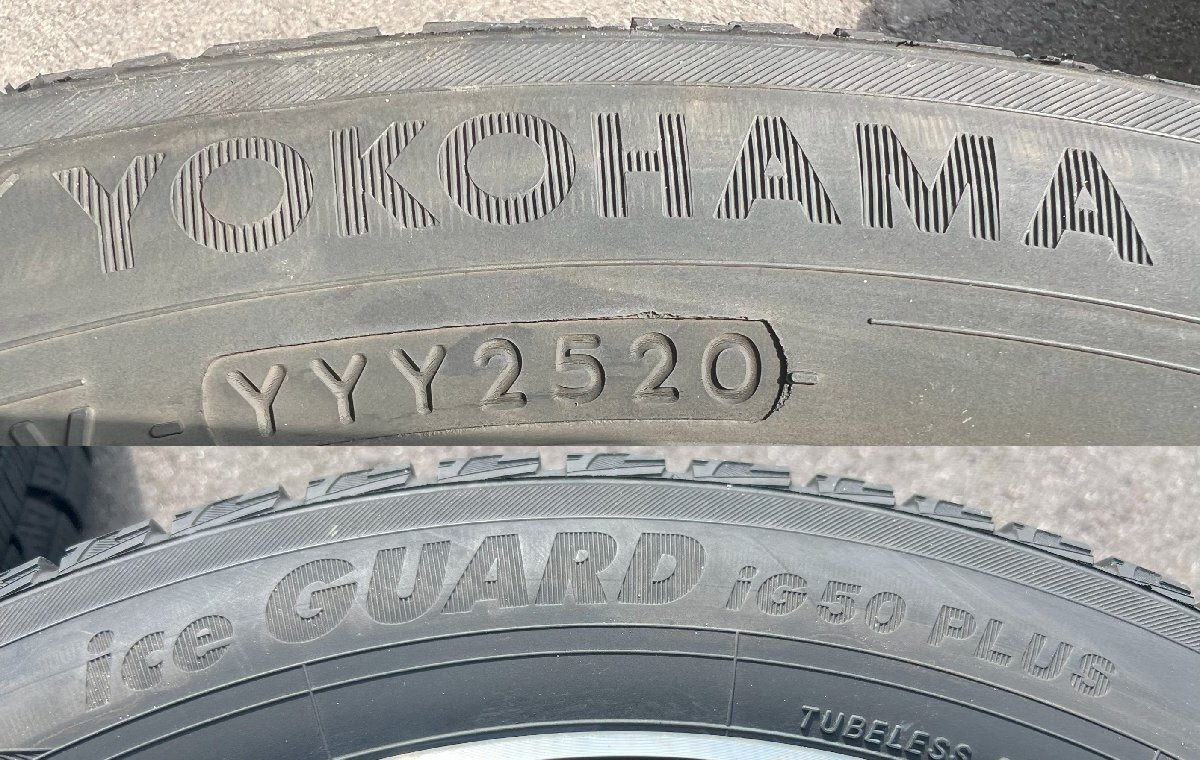 YOKOHAMA
YYY2520
ice GUARD iG50 PLUS
TUBELESS